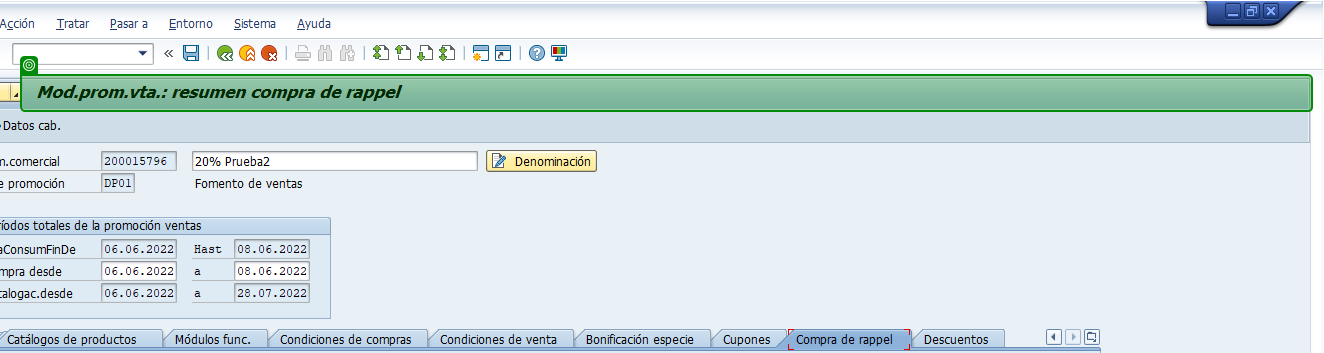 Acción Tratar Pasar a Entorno Sistema Ayuda
Mod.prom.vta.: resumen compra de rappel
Datos cab.
m.comercial 200015796 20% Prueba2 Denominación
e promoción DP01 Fomento de ventas
ríodos totales de la promoción ventas
aConsumFinDe 06.06.2022 Hast 08.06.2022
mpra desde 06.06.2022 a 08.06.2022
talogac.desde 06.06.2022 a 28.07.2022
Catálogos de productos Módulos func. Condiciones de compras Condiciones de venta Bonificación especie Cupones Compra de rappel Descuentos